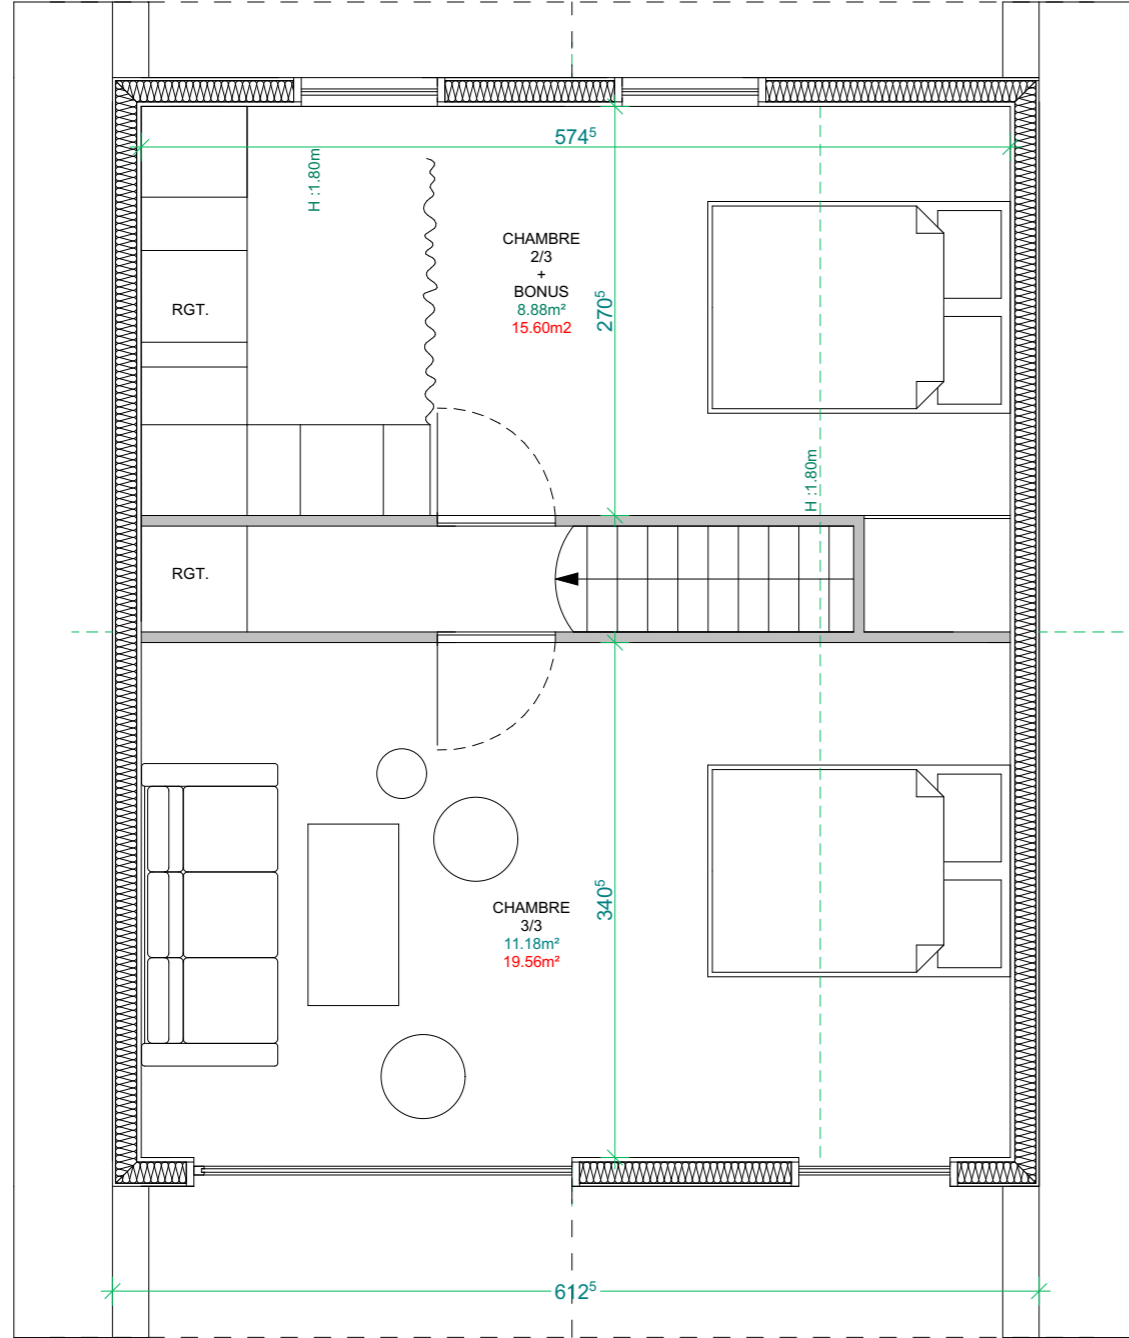 574⁵
H :1.80m
CHAMBRE
2/3
+
BONUS
8.88m²
15.60m2
270⁵
RGT.
H :1.80m
RGT.
CHAMBRE
3/3
11.18m²
19.56m²
340⁵
612⁵